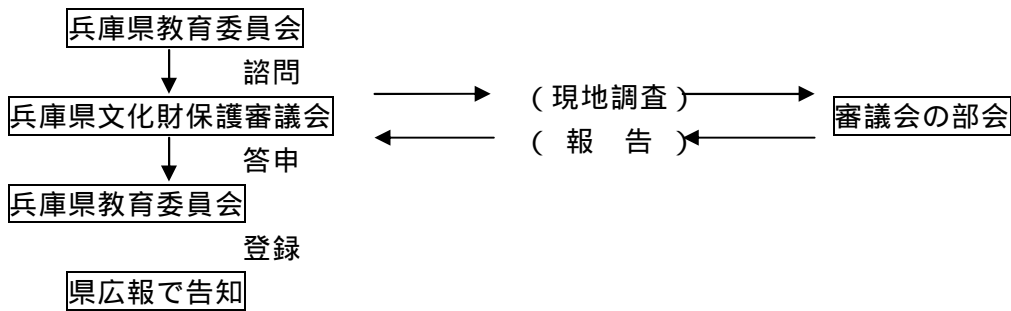 兵庫県教育委員会
諮問
兵庫県文化財保護審議会
(現地調査)
審議会の部会
(報 告)
答申
兵庫県教育委員会
登録
県広報で告知